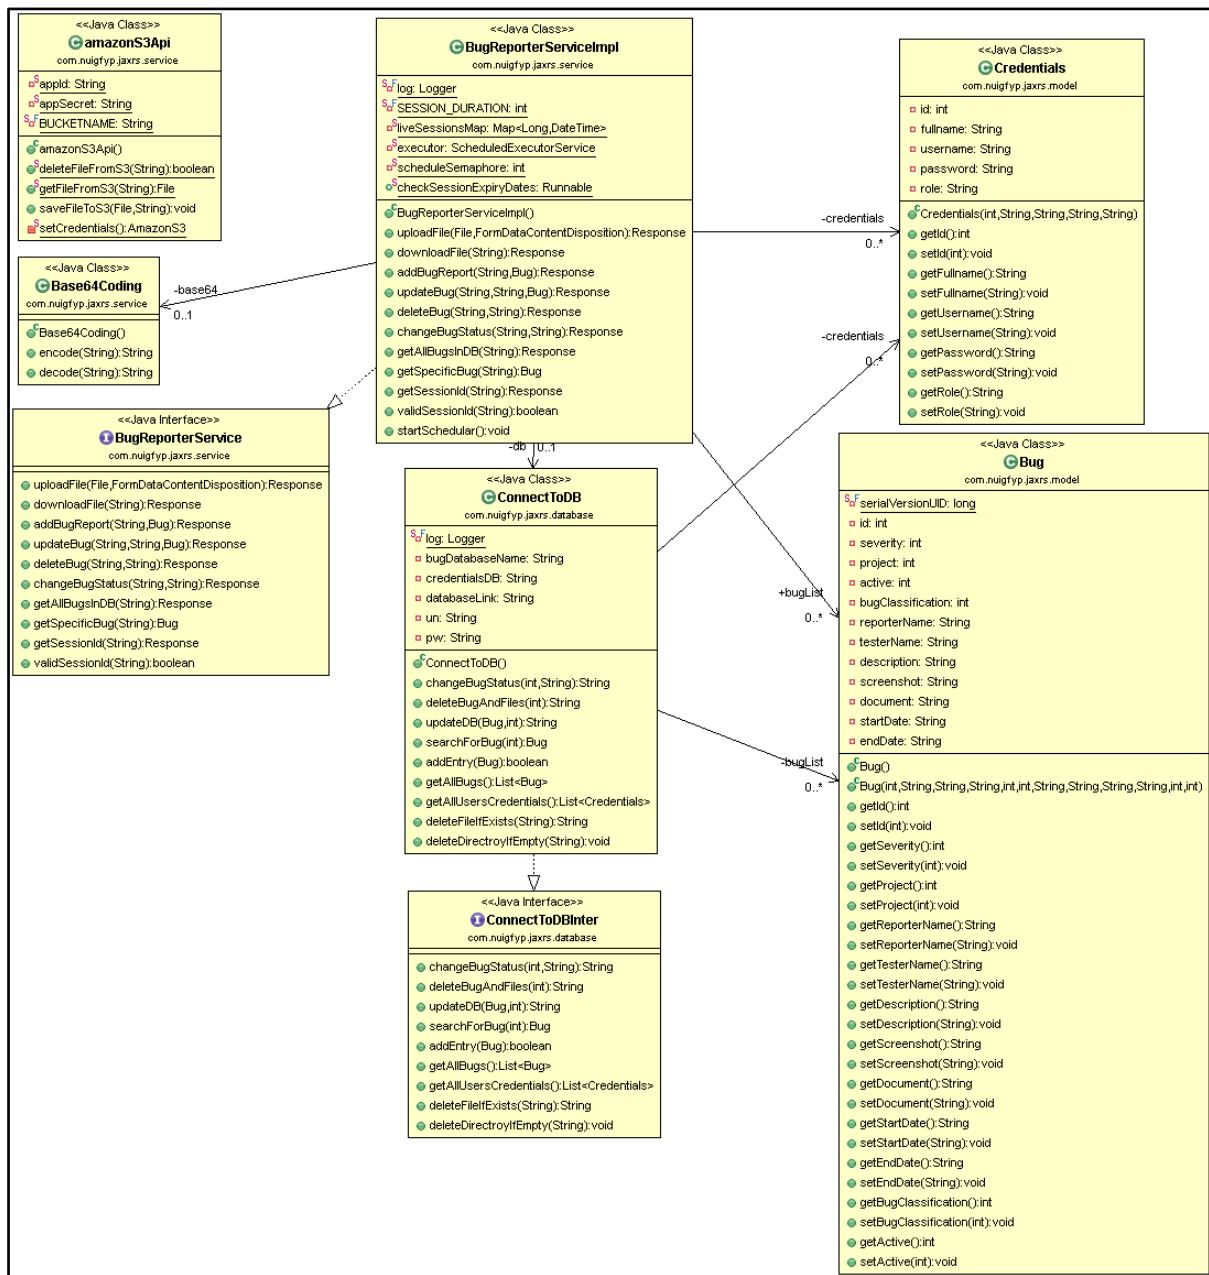 <<Java Class>>
amazonS3Api
com.nuigfyp.jaxrs.service
appId: String
appSecret: String
BUCKETNAME: String
amazonS3Api()
deleteFileFromS3(String):boolean
getFileFromS3(String):File
saveFileToS3(File,String):void
setCredentials():AmazonS3
<<Java Class>>
Base64Coding
com.nuigfyp.jaxrs.service
Base64Coding()
encode(String):String
decode(String):String
<<Java Interface>>
BugReporterService
com.nuigfyp.jaxrs.service
uploadFile(File,FormDataContentDisposition):Response
downloadFile(String):Response
addBugReport(String,Bug):Response
updateBug(String,String,Bug):Response
deleteBug(String,String):Response
changeBugStatus(String,String):Response
getAllBugsInDB(String):Response
getSpecificBug(String):Bug
getSessionId(String):Response
validSessionId(String):boolean
<<Java Class>>
BugReporterServiceImpl
com.nuigfyp.jaxrs.service
log: Logger
SESSION_DURATION: int
liveSessionsMap: Map<Long,DateTime>
executor: ScheduledExecutorService
scheduleSemaphore: int
checkSessionExpiryDates: Runnable
BugReporterServiceImpl()
uploadFile(File,FormDataContentDisposition):Response
downloadFile(String):Response
addBugReport(String,Bug):Response
updateBug(String,String,Bug):Response
deleteBug(String,String):Response
changeBugStatus(String,String):Response
getAllBugsInDB(String):Response
getSpecificBug(String):Bug
getSessionId(String):Response
validSessionId(String):boolean
startSchedular():void
-base64
0..1
-db
0..1
<<Java Class>>
ConnectToDB
com.nuigfyp.jaxrs.database
log: Logger
bugDatabaseName: String
credentialsDB: String
databaseLink: String
un: String
pw: String
ConnectToDB()
changeBugStatus(int,String):String
deleteBugAndFiles(int):String
updateDB(Bug,int):String
searchForBug(int):Bug
addEntry(Bug):boolean
getAllBugs():List<Bug>
getAllUsersCredentials():List<Credentials>
deleteFileIfExists(String):String
deleteDirectroyIfEmpty(String):void
<<Java Interface>>
ConnectToDBInter
com.nuigfyp.jaxrs.database
changeBugStatus(int,String):String
deleteBugAndFiles(int):String
updateDB(Bug,int):String
searchForBug(int):Bug
addEntry(Bug):boolean
getAllBugs():List<Bug>
getAllUsersCredentials():List<Credentials>
deleteFileIfExists(String):String
deleteDirectroyIfEmpty(String):void
-credentials
0..*
-credentials
0..*
+bugList
0..*
-bugList
0..*
<<Java Class>>
Credentials
com.nuigfyp.jaxrs.model
id: int
fullname: String
username: String
password: String
role: String
Credentials(int,String,String,String,String)
getId():int
setId(int):void
getFullname():String
setFullname(String):void
getUsername():String
setUsername(String):void
getPassword():String
setPassword(String):void
getRole():String
setRole(String):void
<<Java Class>>
Bug
com.nuigfyp.jaxrs.model
serialVersionUID: long
id: int
severity: int
project: int
active: int
bugClassification: int
reporterName: String
testerName: String
description: String
screenshot: String
document: String
startDate: String
endDate: String
Bug()
Bug(int,String,String,String,int,int,String,String,String,String,int,int)
getId():int
setId(int):void
getSeverity():int
setSeverity(int):void
getProject():int
setProject(int):void
getReporterName():String
setReporterName(String):void
getTesterName():String
setTesterName(String):void
getDescription():String
setDescription(String):void
getScreenshot():String
setScreenshot(String):void
getDocument():String
setDocument(String):void
getStartDate():String
setStartDate(String):void
getEndDate():String
setEndDate(String):void
getBugClassification():int
setBugClassification(int):void
getActive():int
setActive(int):void